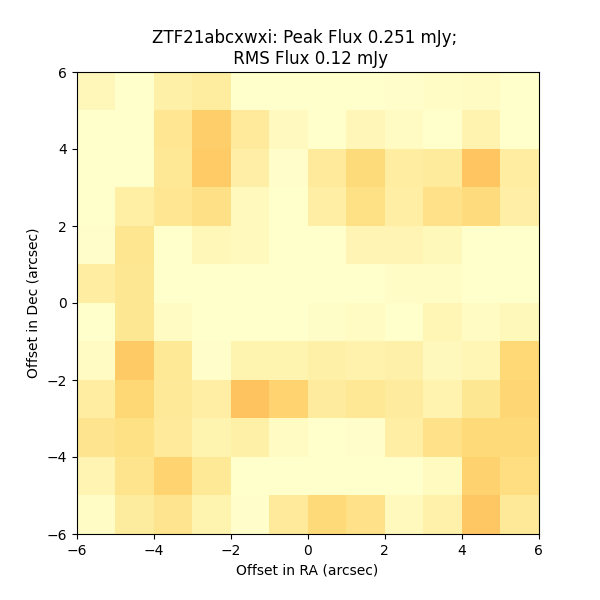 ZTF21abcxwxi: Peak Flux 0.251 mJy;
RMS Flux 0.12 mJy
6
4
2
0
−2
−4
−6
Offset in Dec (arcsec)
−6 −4 −2 0 2 4 6
Offset in RA (arcsec)